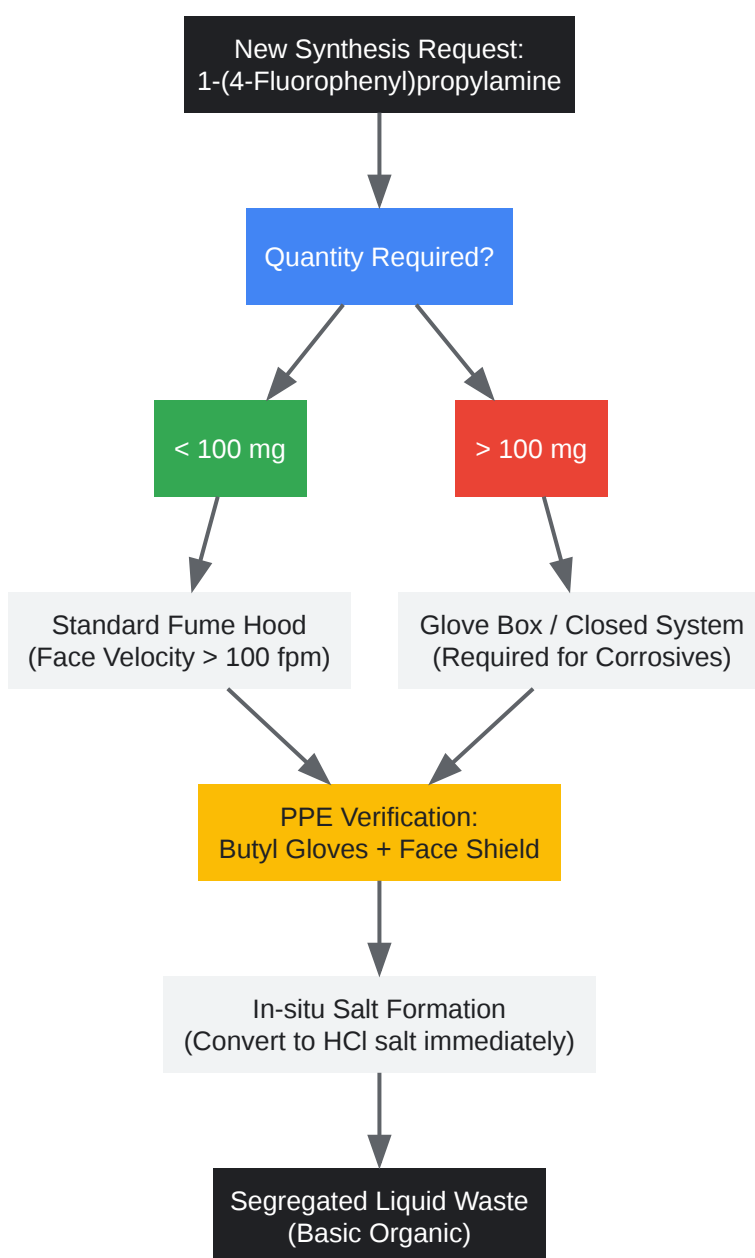 New Synthesis Request:
1-(4-Fluorophenyl)propylamine
Quantity Required?
< 100 mg
> 100 mg
Standard Fume Hood
(Face Velocity > 100 fpm)
Glove Box / Closed System
(Required for Corrosives)
PPE Verification:
Butyl Gloves + Face Shield
In-situ Salt Formation
(Convert to HCl salt immediately)
Segregated Liquid Waste
(Basic Organic)